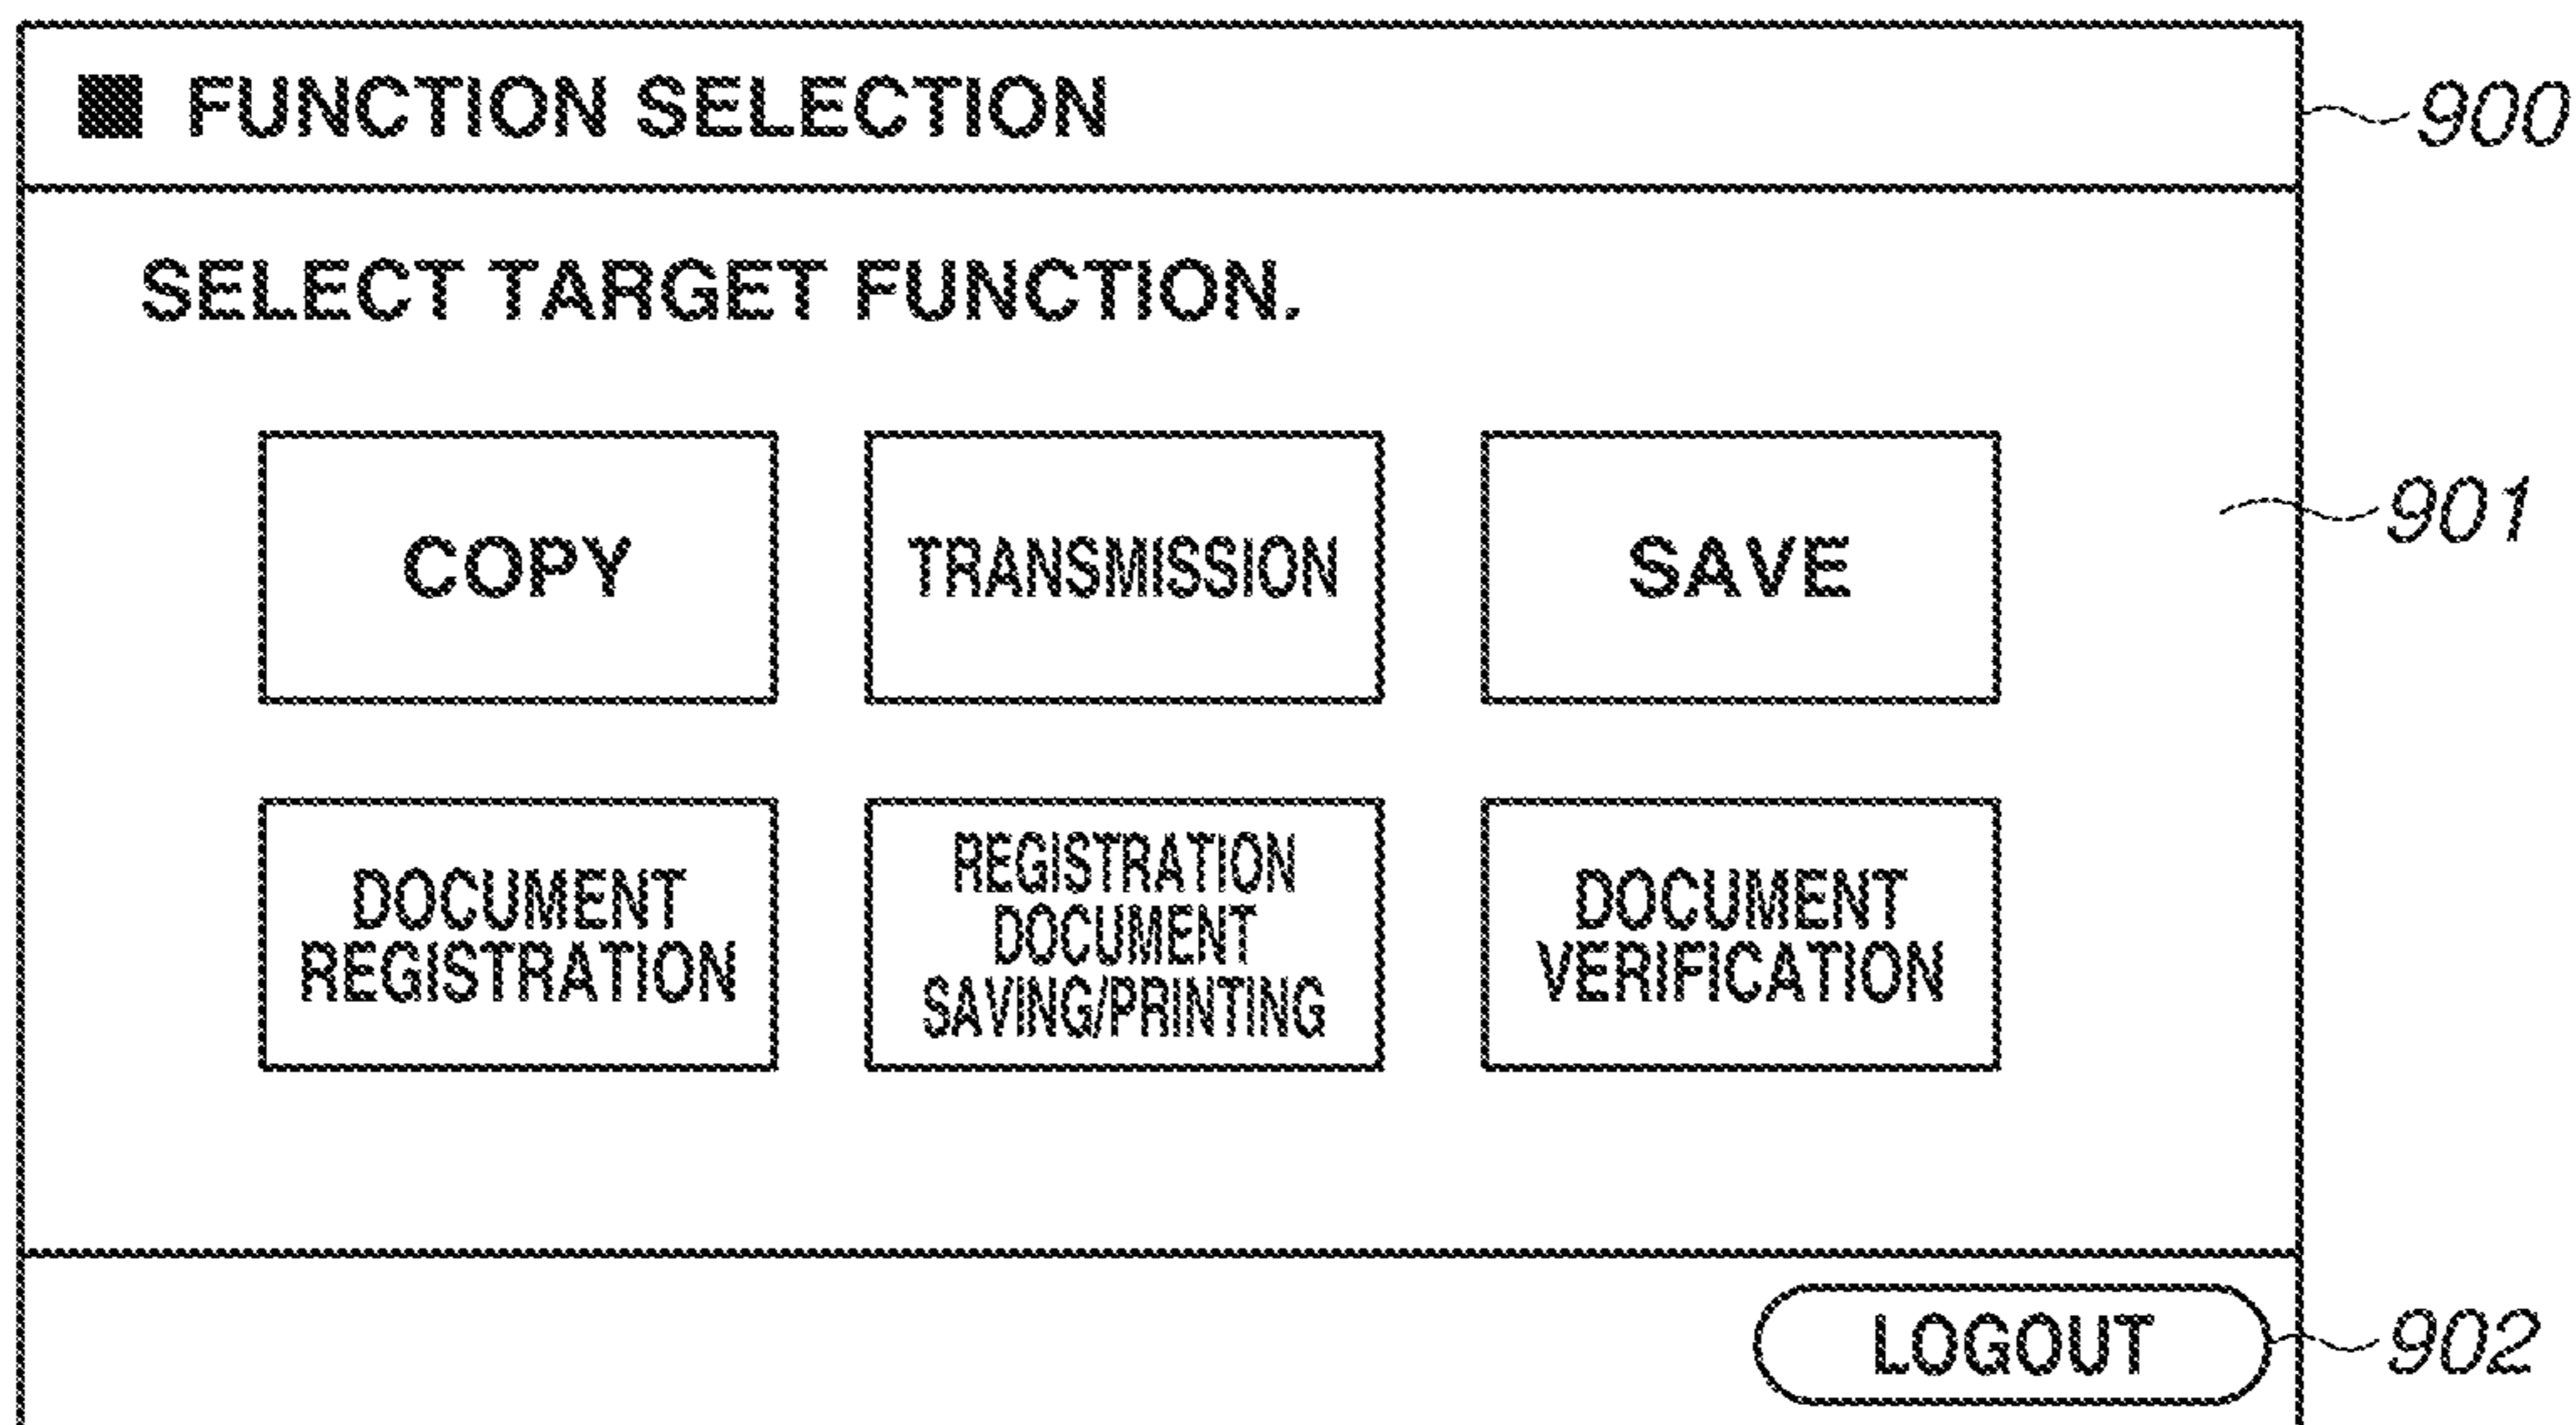 ■ FUNCTION SELECTION
900
SELECT TARGET FUNCTION.
COPY
TRANSMISSION
SAVE
901
DOCUMENT
REGISTRATION
REGISTRATION
DOCUMENT
SAVING/PRINTING
DOCUMENT
VERIFICATION
LOGOUT
902